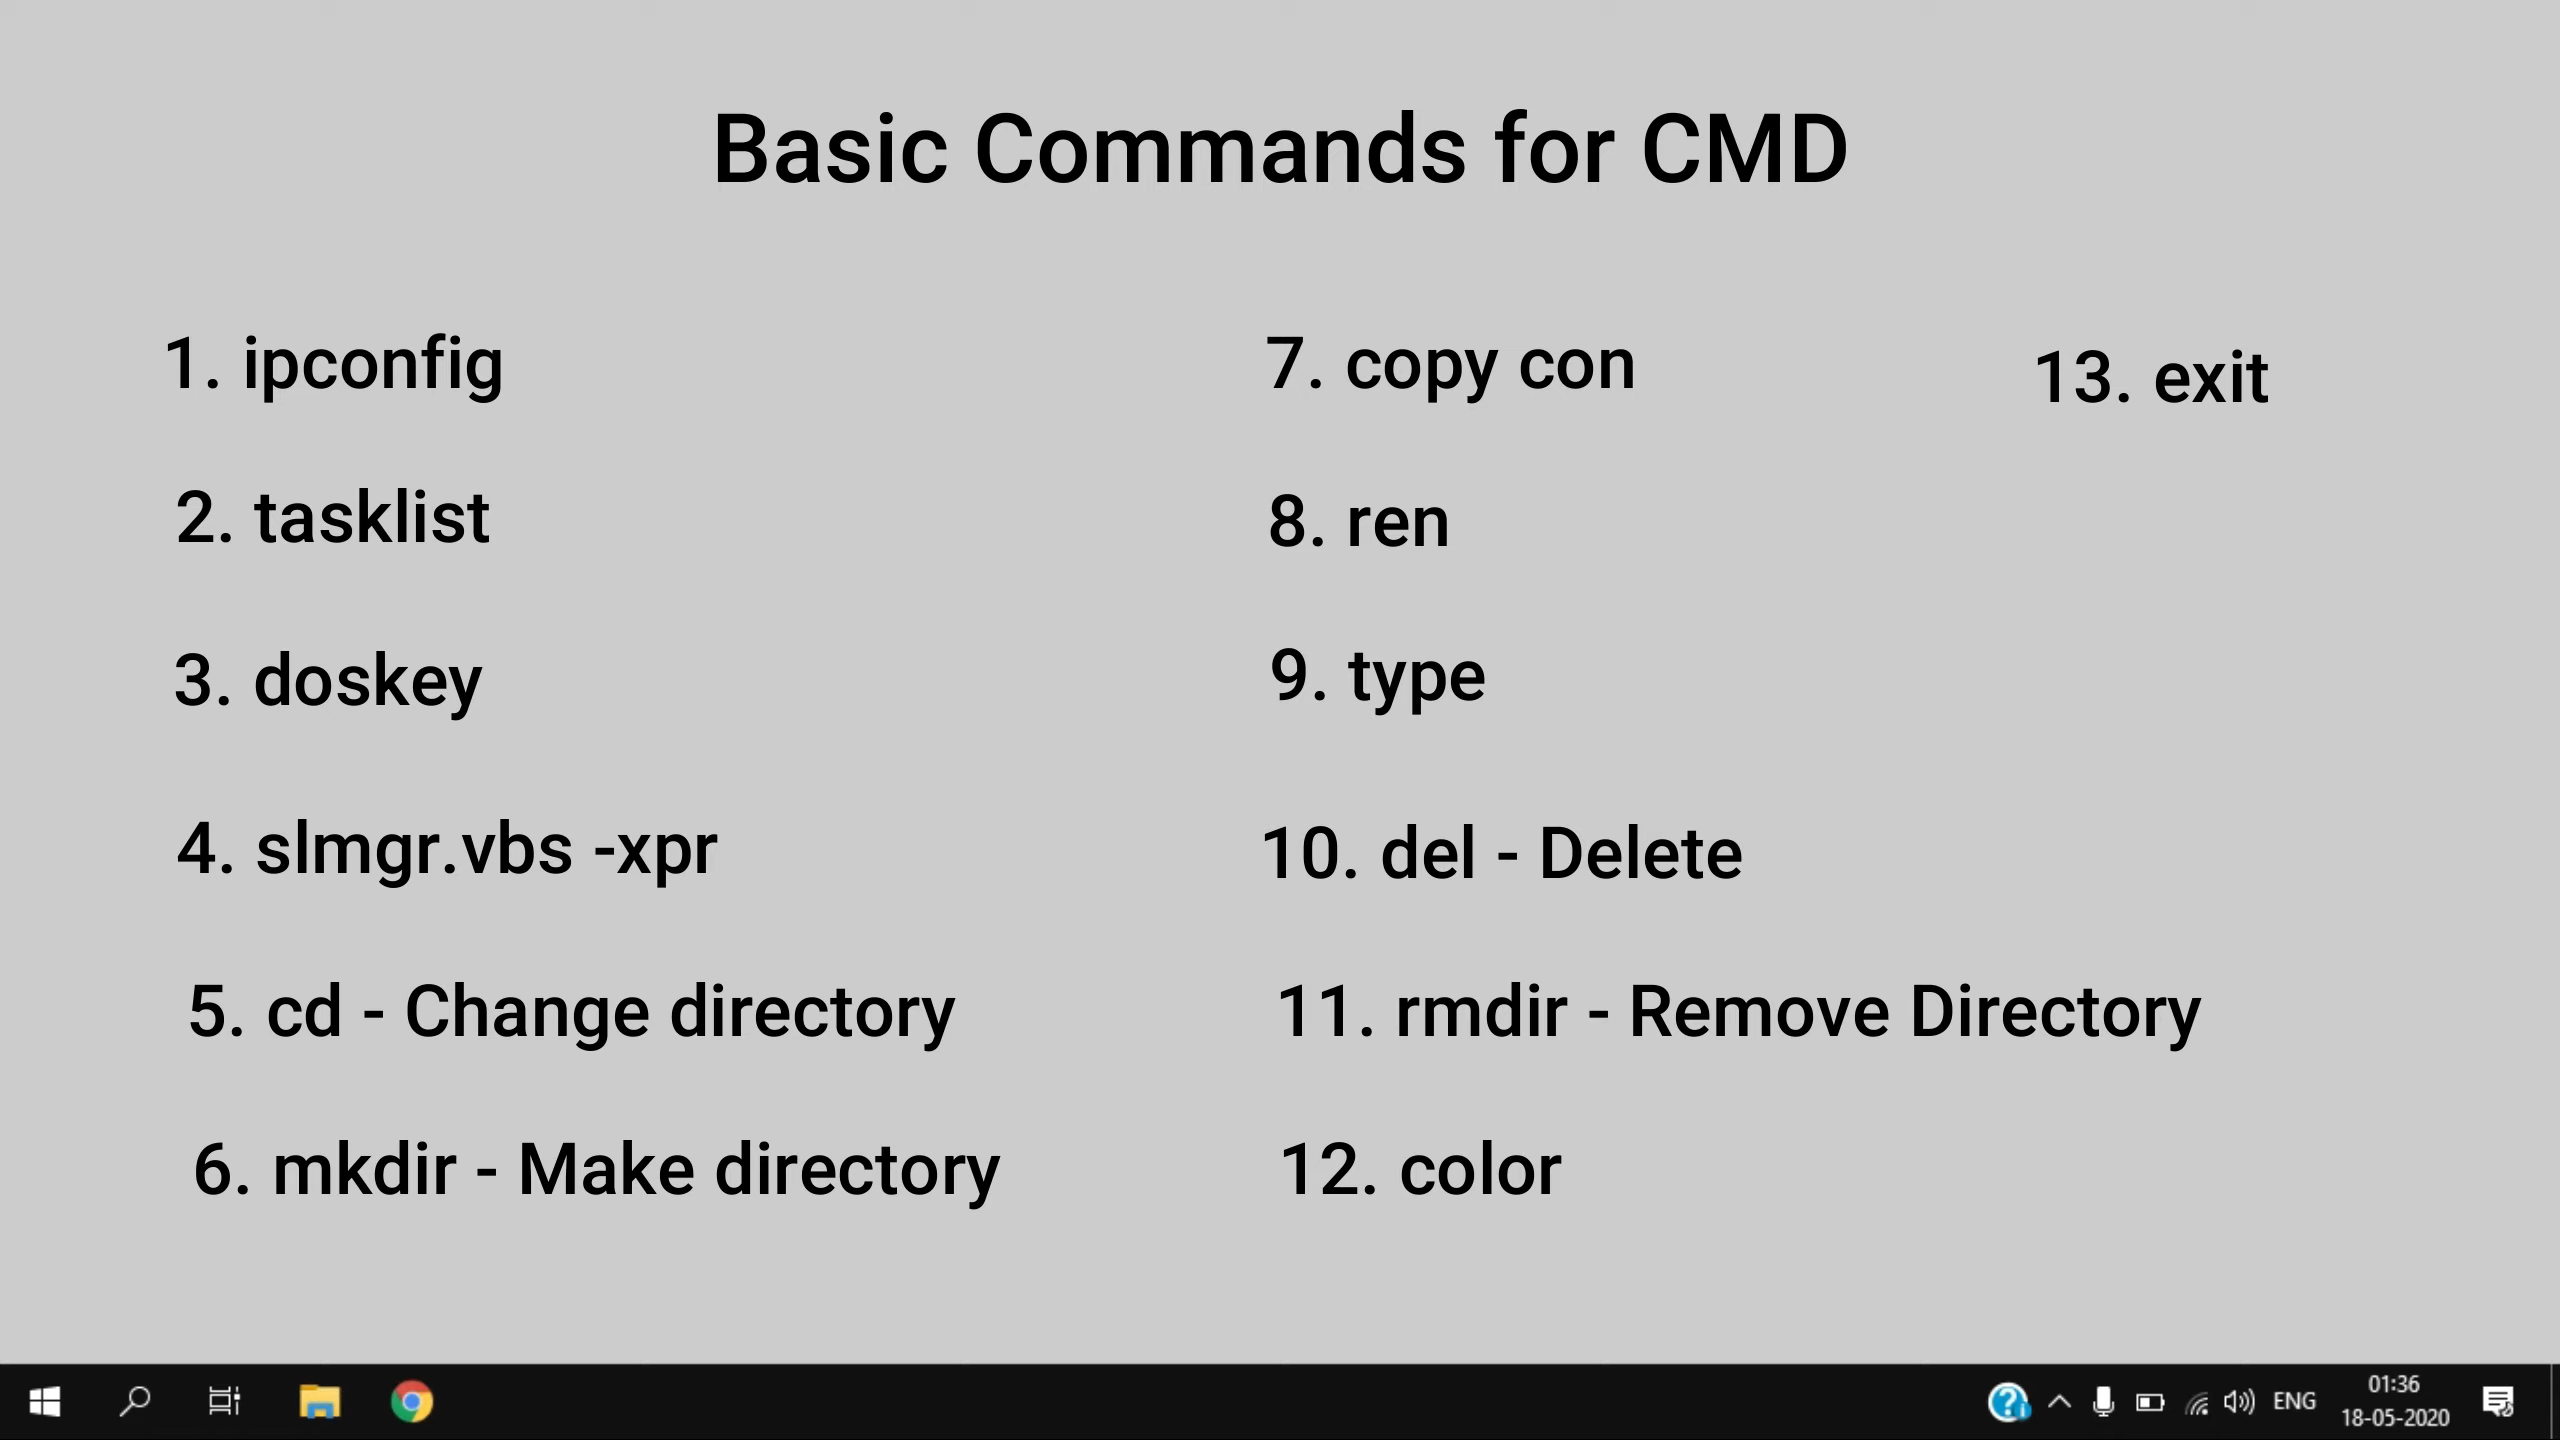 Basic Commands for CMD
1. ipconfig
2. tasklist
3. doskey
4. slmgr.vbs -xpr
5. cd - Change directory
6. mkdir - Make directory
7. copy con
8. ren
9. type
10. del - Delete
11. rmdir - Remove Directory
12. color
13. exit
ENG
01:36
18-05-2020